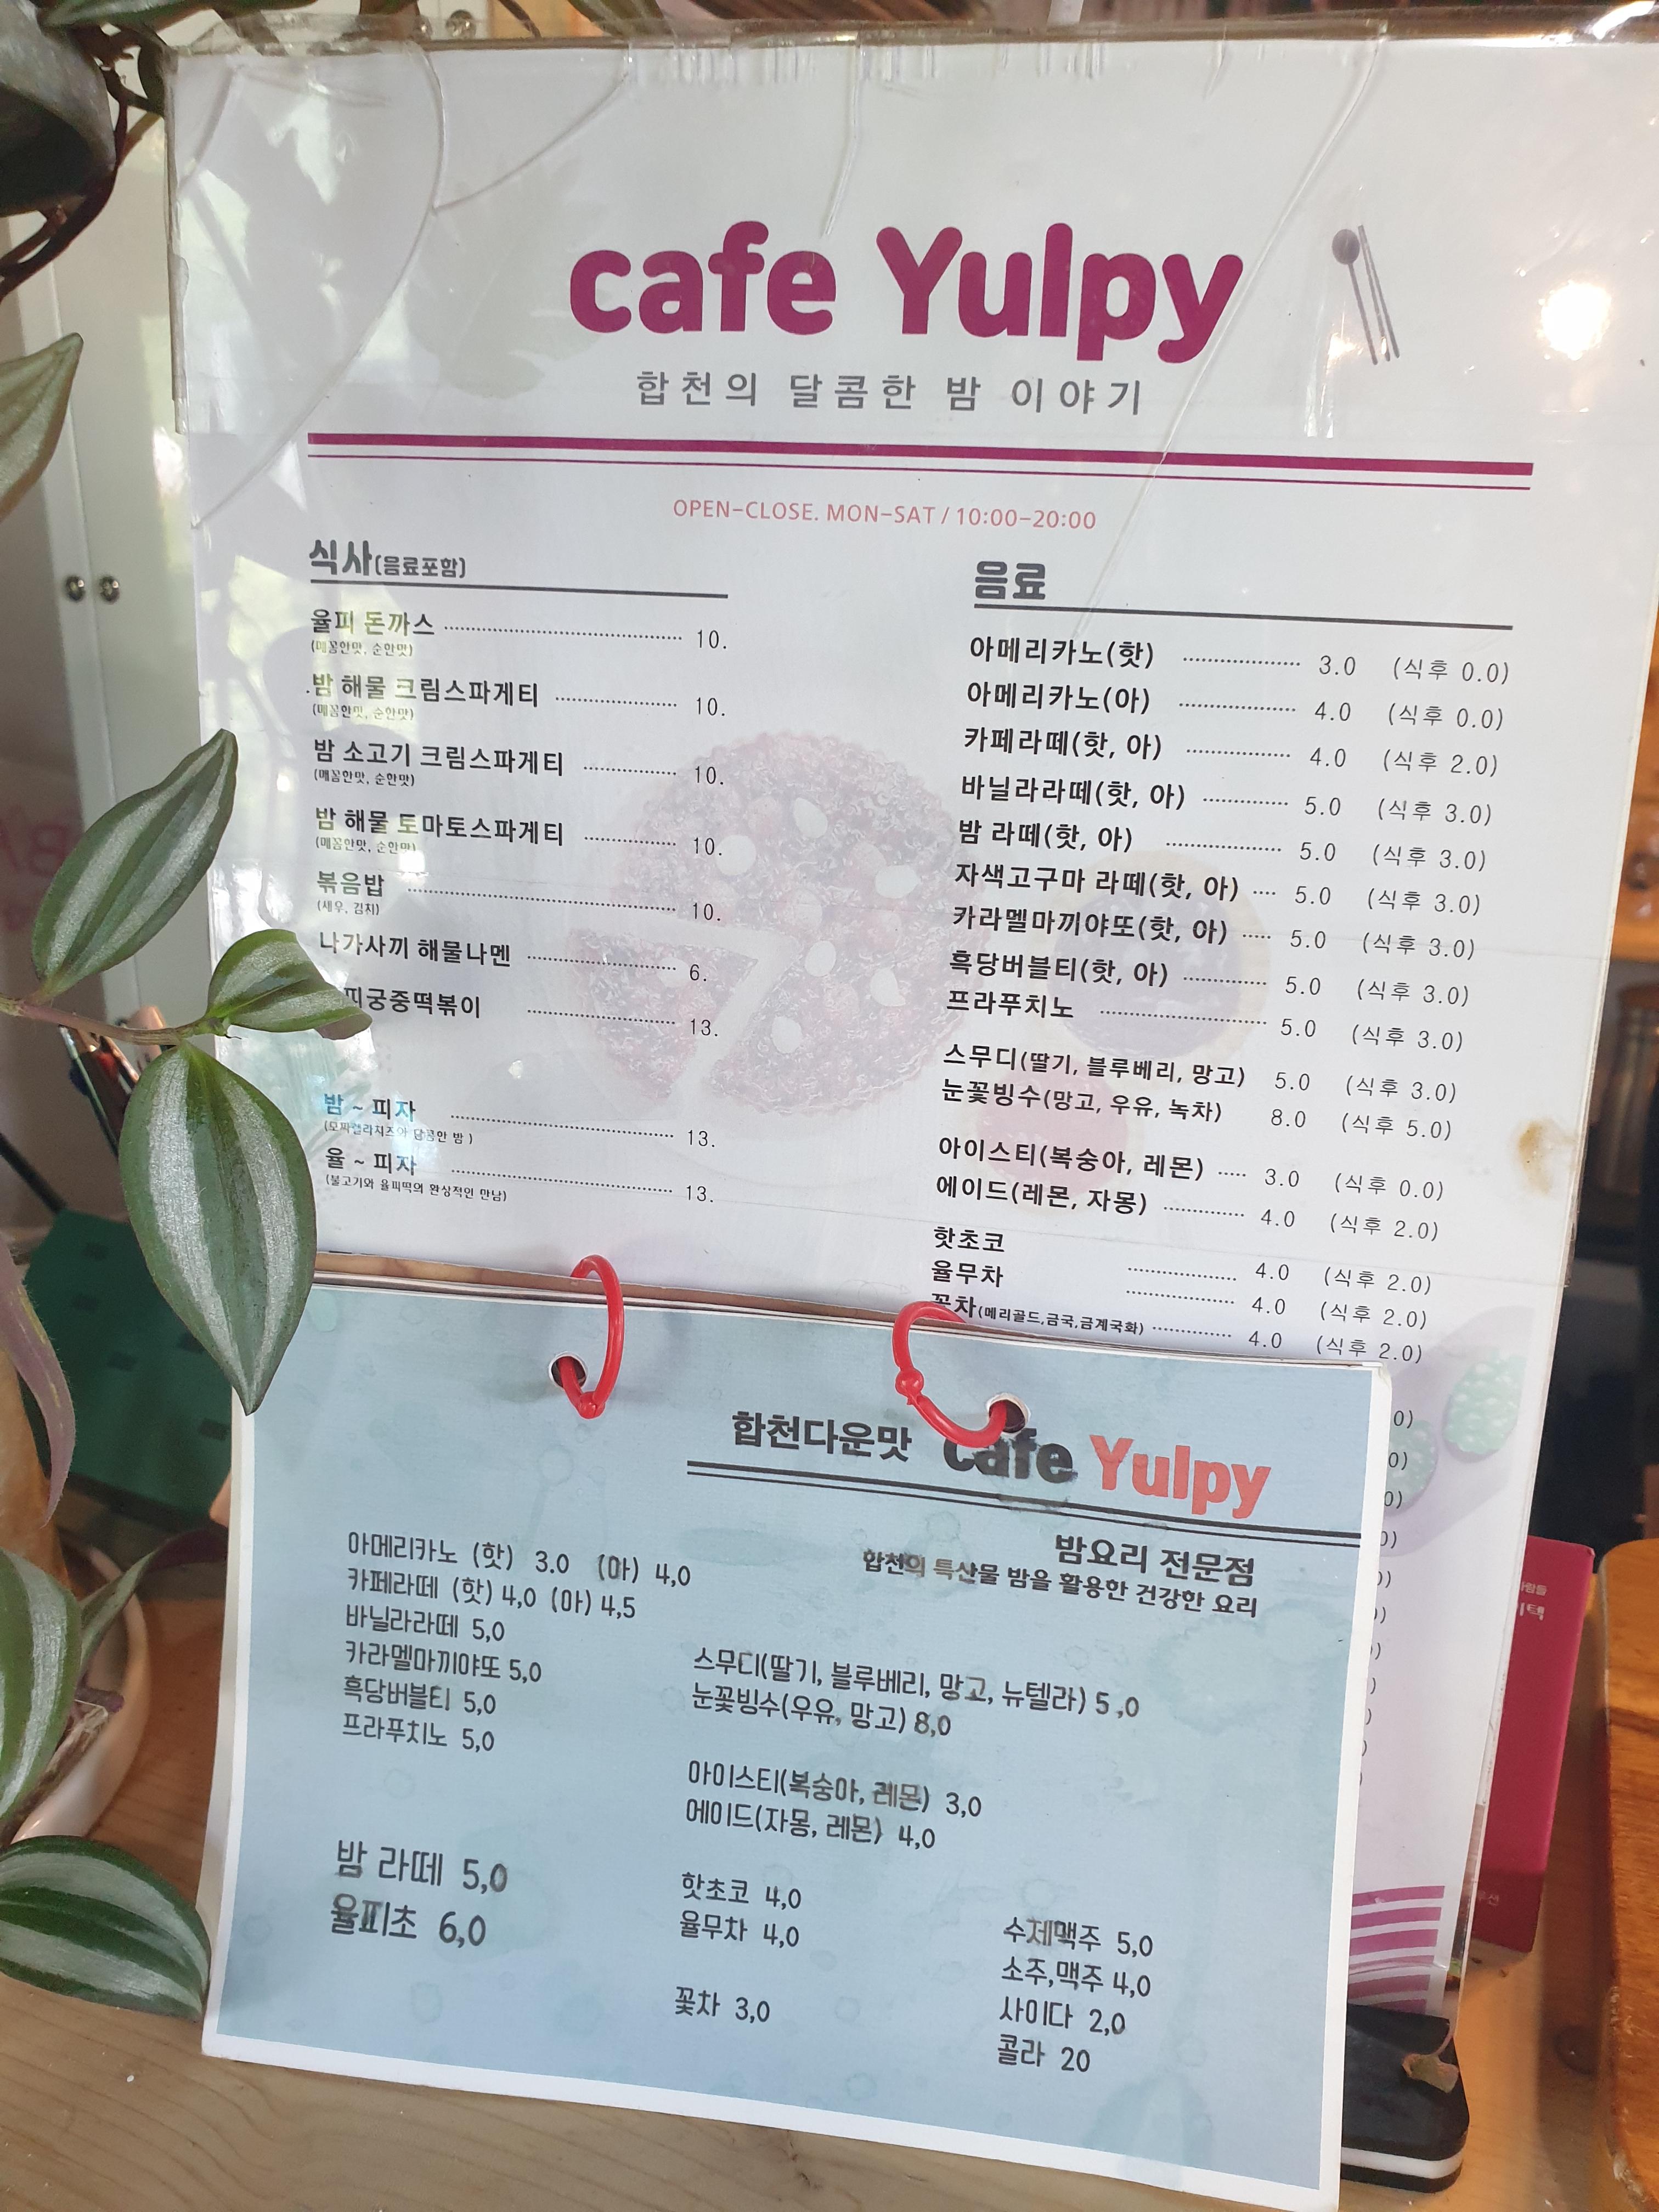 cafe Yulpy
합천의 달콤한 밤 이야기
OPEN-CLOSE. MON-SAT / 10:00-20:00
식사(음료포함)
율피 돈까스 10.
(매꼼한맛, 순한맛)
밤 해물 크림스파게티 10.
(매꼼한맛, 순한맛)
밤 소고기 크림스파게티 10.
(매꼼한맛, 순한맛)
밤 해물 토마토스파게티 10.
(매꼼한맛, 순한맛)
볶음밥 10.
(새우, 김치)
나가사끼 해물나멘 6.
피궁중떡볶이 13.
밤 ~ 피자 13.
(모짜렐라치즈와 달콤한 밤 )
율 ~ 피자 13.
(불고기와 율피떡의 환상적인 만남)
음료
아메리카노(핫) 3.0 (식후 0.0)
아메리카노(아) 4.0 (식후 0.0)
카페라떼(핫, 아) 4.0 (식후 2.0)
바닐라라떼(핫, 아) 5.0 (식후 3.0)
밤 라떼(핫, 아) 5.0 (식후 3.0)
자색고구마 라떼(핫, 아) 5.0 (식후 3.0)
카라멜마끼야또(핫, 아) 5.0 (식후 3.0)
흑당버블티(핫, 아) 5.0 (식후 3.0)
프라푸치노 5.0 (식후 3.0)
스무디(딸기, 블루베리, 망고) 5.0 (식후 3.0)
눈꽃빙수(망고, 우유, 녹차) 8.0 (식후 5.0)
아이스티(복숭아, 레몬) 3.0 (식후 0.0)
에이드(레몬, 자몽) 4.0 (식후 2.0)
핫초코 4.0 (식후 2.0)
율무차 4.0 (식후 2.0)
꽃차(메리골드,금국,금계국화) 4.0 (식후 2.0)
합천다운맛 Cafe Yulpy
밤요리 전문점
합천의 특산물 밤을 활용한 건강한 요리
아메리카노 (핫) 3.0 (아) 4,0
카페라떼 (핫) 4,0 (아) 4,5
바닐라라떼 5,0
카라멜마끼야또 5,0
흑당버블티 5,0
프라푸치노 5,0
밤 라떼 5,0
율피초 6,0
스무디(딸기, 블루베리, 망고, 뉴텔라) 5 ,0
눈꽃빙수(우유, 망고) 8,0
아이스티(복숭아, 레몬) 3,0
에이드(자몽, 레몬) 4,0
핫초코 4,0
율무차 4,0
꽃차 3,0
수제맥주 5,0
소주,맥주 4,0
사이다 2,0
콜라 20